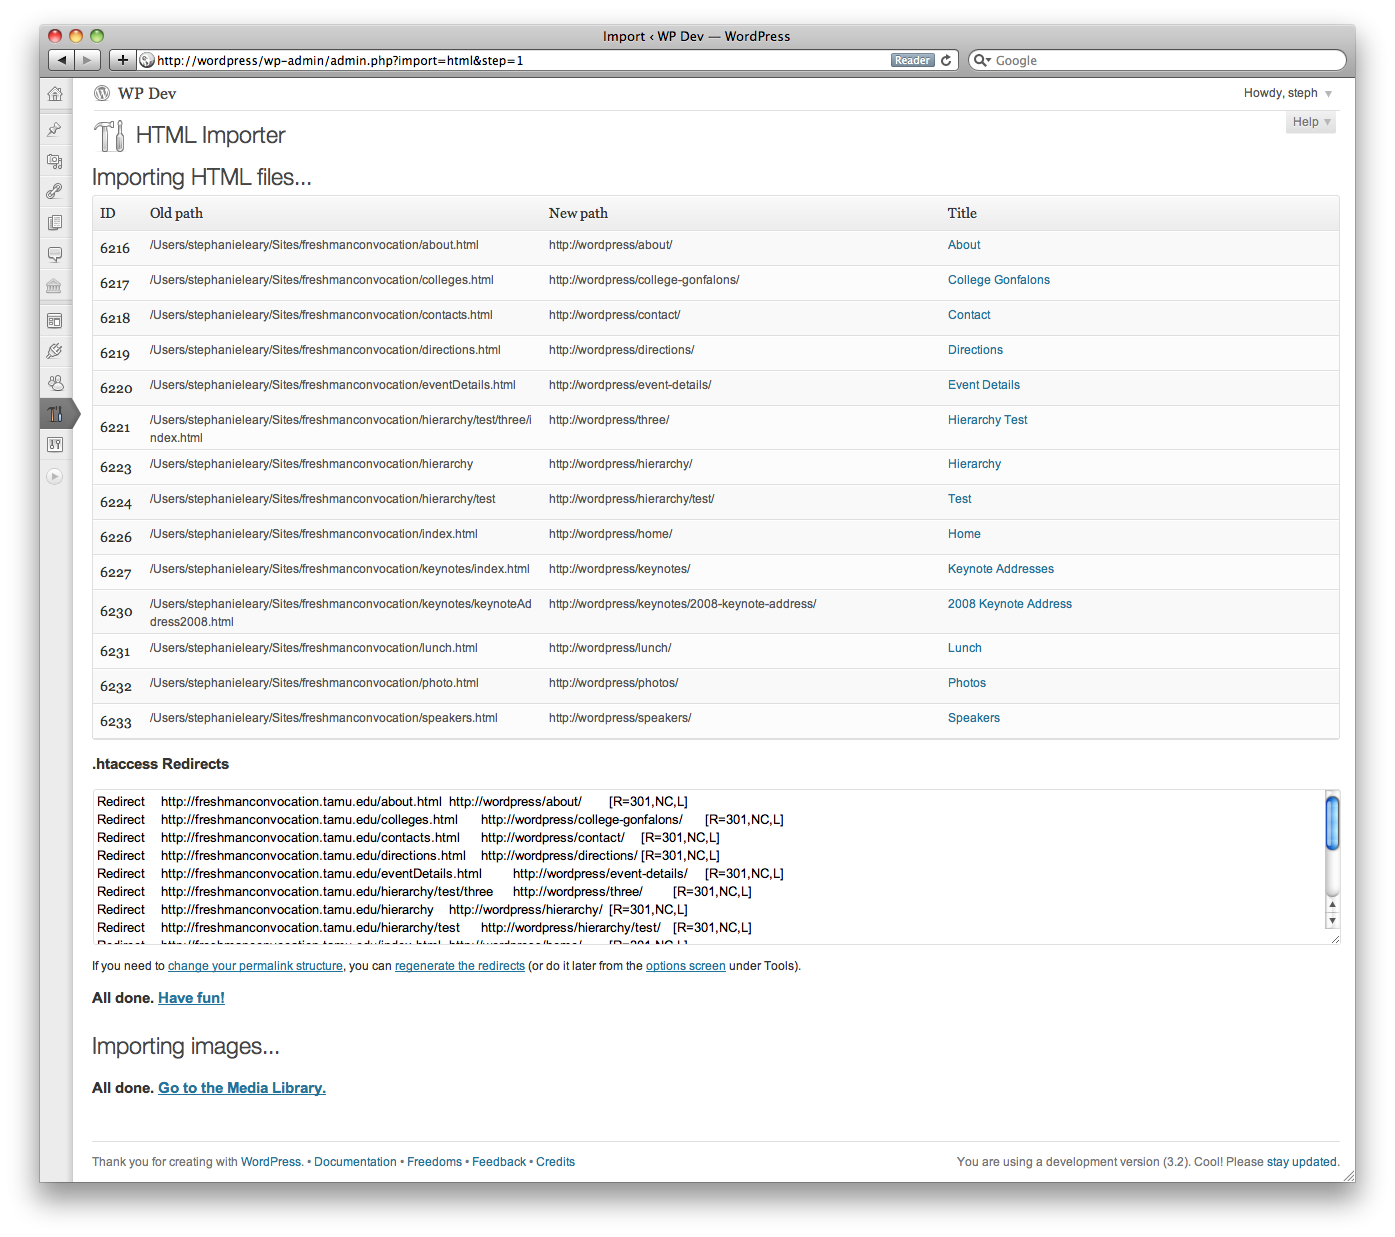 Import ‹ WP Dev — WordPress
http://wordpress/wp-admin/admin.php?import=html&step=1 Reader Google
WP Dev Howdy, steph
HTML Importer Help
Importing HTML files...
ID Old path New path Title
6216 /Users/stephanieleary/Sites/freshmanconvocation/about.html http://wordpress/about/ About
6217 /Users/stephanieleary/Sites/freshmanconvocation/colleges.html http://wordpress/college-gonfalons/ College Gonfalons
6218 /Users/stephanieleary/Sites/freshmanconvocation/contacts.html http://wordpress/contact/ Contact
6219 /Users/stephanieleary/Sites/freshmanconvocation/directions.html http://wordpress/directions/ Directions
6220 /Users/stephanieleary/Sites/freshmanconvocation/eventDetails.html http://wordpress/event-details/ Event Details
6221 /Users/stephanieleary/Sites/freshmanconvocation/hierarchy/test/three/i http://wordpress/three/ Hierarchy Test
ndex.html
6223 /Users/stephanieleary/Sites/freshmanconvocation/hierarchy http://wordpress/hierarchy/ Hierarchy
6224 /Users/stephanieleary/Sites/freshmanconvocation/hierarchy/test http://wordpress/hierarchy/test/ Test
6226 /Users/stephanieleary/Sites/freshmanconvocation/index.html http://wordpress/home/ Home
6227 /Users/stephanieleary/Sites/freshmanconvocation/keynotes/index.html http://wordpress/keynotes/ Keynote Addresses
6230 /Users/stephanieleary/Sites/freshmanconvocation/keynotes/keynoteAd http://wordpress/keynotes/2008-keynote-address/ 2008 Keynote Address
dress2008.html
6231 /Users/stephanieleary/Sites/freshmanconvocation/lunch.html http://wordpress/lunch/ Lunch
6232 /Users/stephanieleary/Sites/freshmanconvocation/photo.html http://wordpress/photos/ Photos
6233 /Users/stephanieleary/Sites/freshmanconvocation/speakers.html http://wordpress/speakers/ Speakers
.htaccess Redirects
Redirect http://freshmanconvocation.tamu.edu/about.html http://wordpress/about/ [R=301,NC,L]
Redirect http://freshmanconvocation.tamu.edu/colleges.html http://wordpress/college-gonfalons/ [R=301,NC,L]
Redirect http://freshmanconvocation.tamu.edu/contacts.html http://wordpress/contact/ [R=301,NC,L]
Redirect http://freshmanconvocation.tamu.edu/directions.html http://wordpress/directions/ [R=301,NC,L]
Redirect http://freshmanconvocation.tamu.edu/eventDetails.html http://wordpress/event-details/ [R=301,NC,L]
Redirect http://freshmanconvocation.tamu.edu/hierarchy/test/three http://wordpress/three/ [R=301,NC,L]
Redirect http://freshmanconvocation.tamu.edu/hierarchy http://wordpress/hierarchy/ [R=301,NC,L]
Redirect http://freshmanconvocation.tamu.edu/hierarchy/test http://wordpress/hierarchy/test/ [R=301,NC,L]
Redirect http://freshmanconvocation.tamu.edu/index.html http://wordpress/home/ [R=301,NC,L]
If you need to change your permalink structure, you can regenerate the redirects (or do it later from the options screen under Tools).
All done. Have fun!
Importing images...
All done. Go to the Media Library.
Thank you for creating with WordPress. • Documentation • Freedoms • Feedback • Credits You are using a development version (3.2). Cool! Please stay updated.